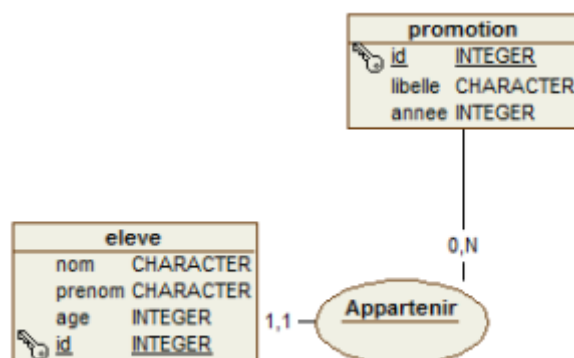 promotion
id INTEGER
libelle CHARACTER
annee INTEGER
0,N
eleve
nom CHARACTER
prenom CHARACTER
age INTEGER
id INTEGER
1,1
Appartenir